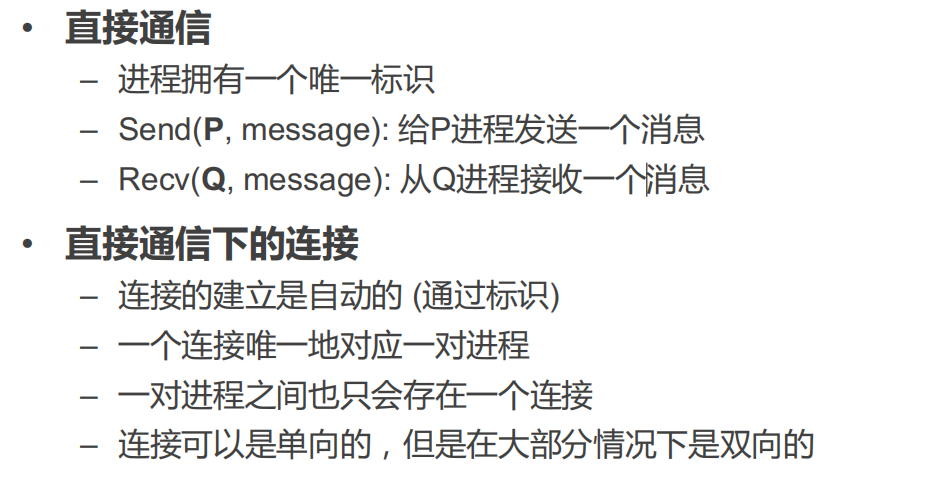 • 直接通信
– 进程拥有一个唯一标识
– Send(P, message): 给P进程发送一个消息
– Recv(Q, message): 从Q进程接收一个消息
• 直接通信下的连接
– 连接的建立是自动的 (通过标识)
– 一个连接唯一地对应一对进程
– 一对进程之间也只会存在一个连接
– 连接可以是单向的，但是在大部分情况下是双向的